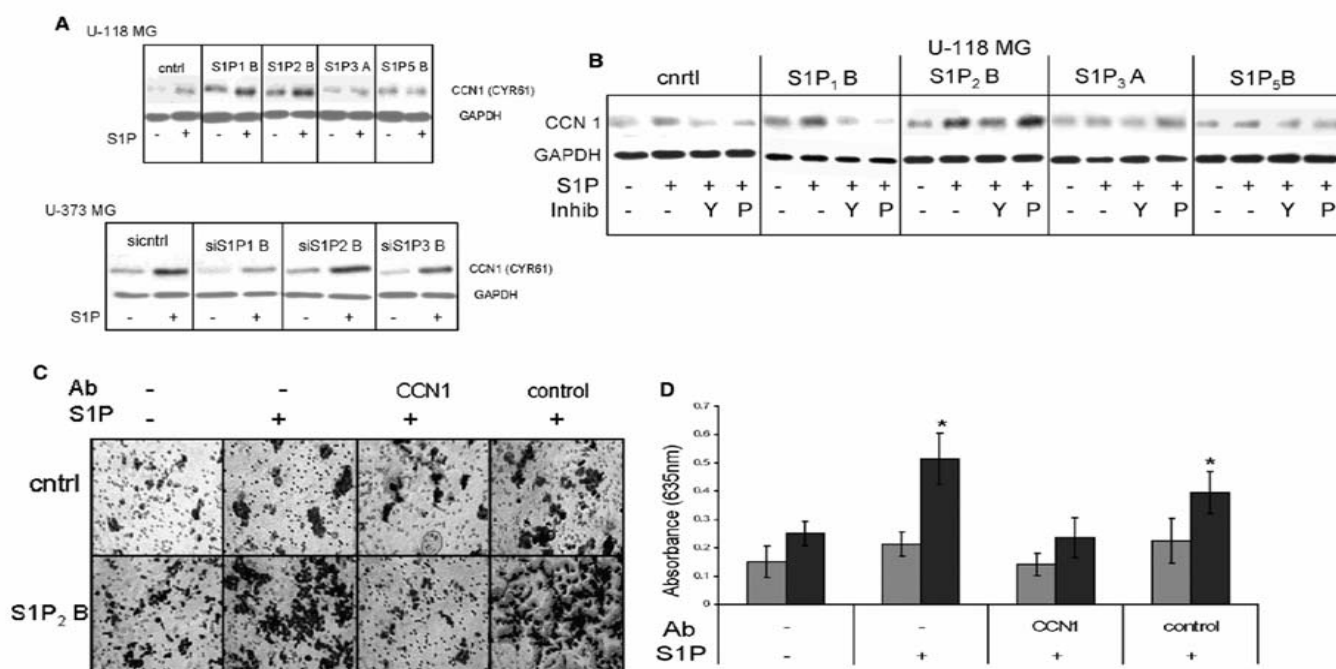 A
U-118 MG
cntrl S1P1 B S1P2 B S1P3 A S1P5 B
CCN1 (CYR61)
GAPDH
S1P - + - + - + - + - +
U-373 MG
sicntrl siS1P1 B siS1P2 B siS1P3 B
CCN1 (CYR61)
GAPDH
S1P - + - + - + - +
B
U-118 MG
cnrtl S1P₁ B S1P₂ B S1P₃ A S1P₅B
CCN 1
GAPDH
S1P - + + + - + + + - + + + - + + + - + + +
Inhib - - Y P - - Y P - - Y P - - Y P - - Y P
C
Ab - - CCN1 control
S1P - + + +
cntrl
S1P₂ B
D
Absorbance (635nm)
0.7
0.6
0.5
0.4
0.3
0.2
0.1
0
* *
Ab - - CCN1 control
S1P - + + +